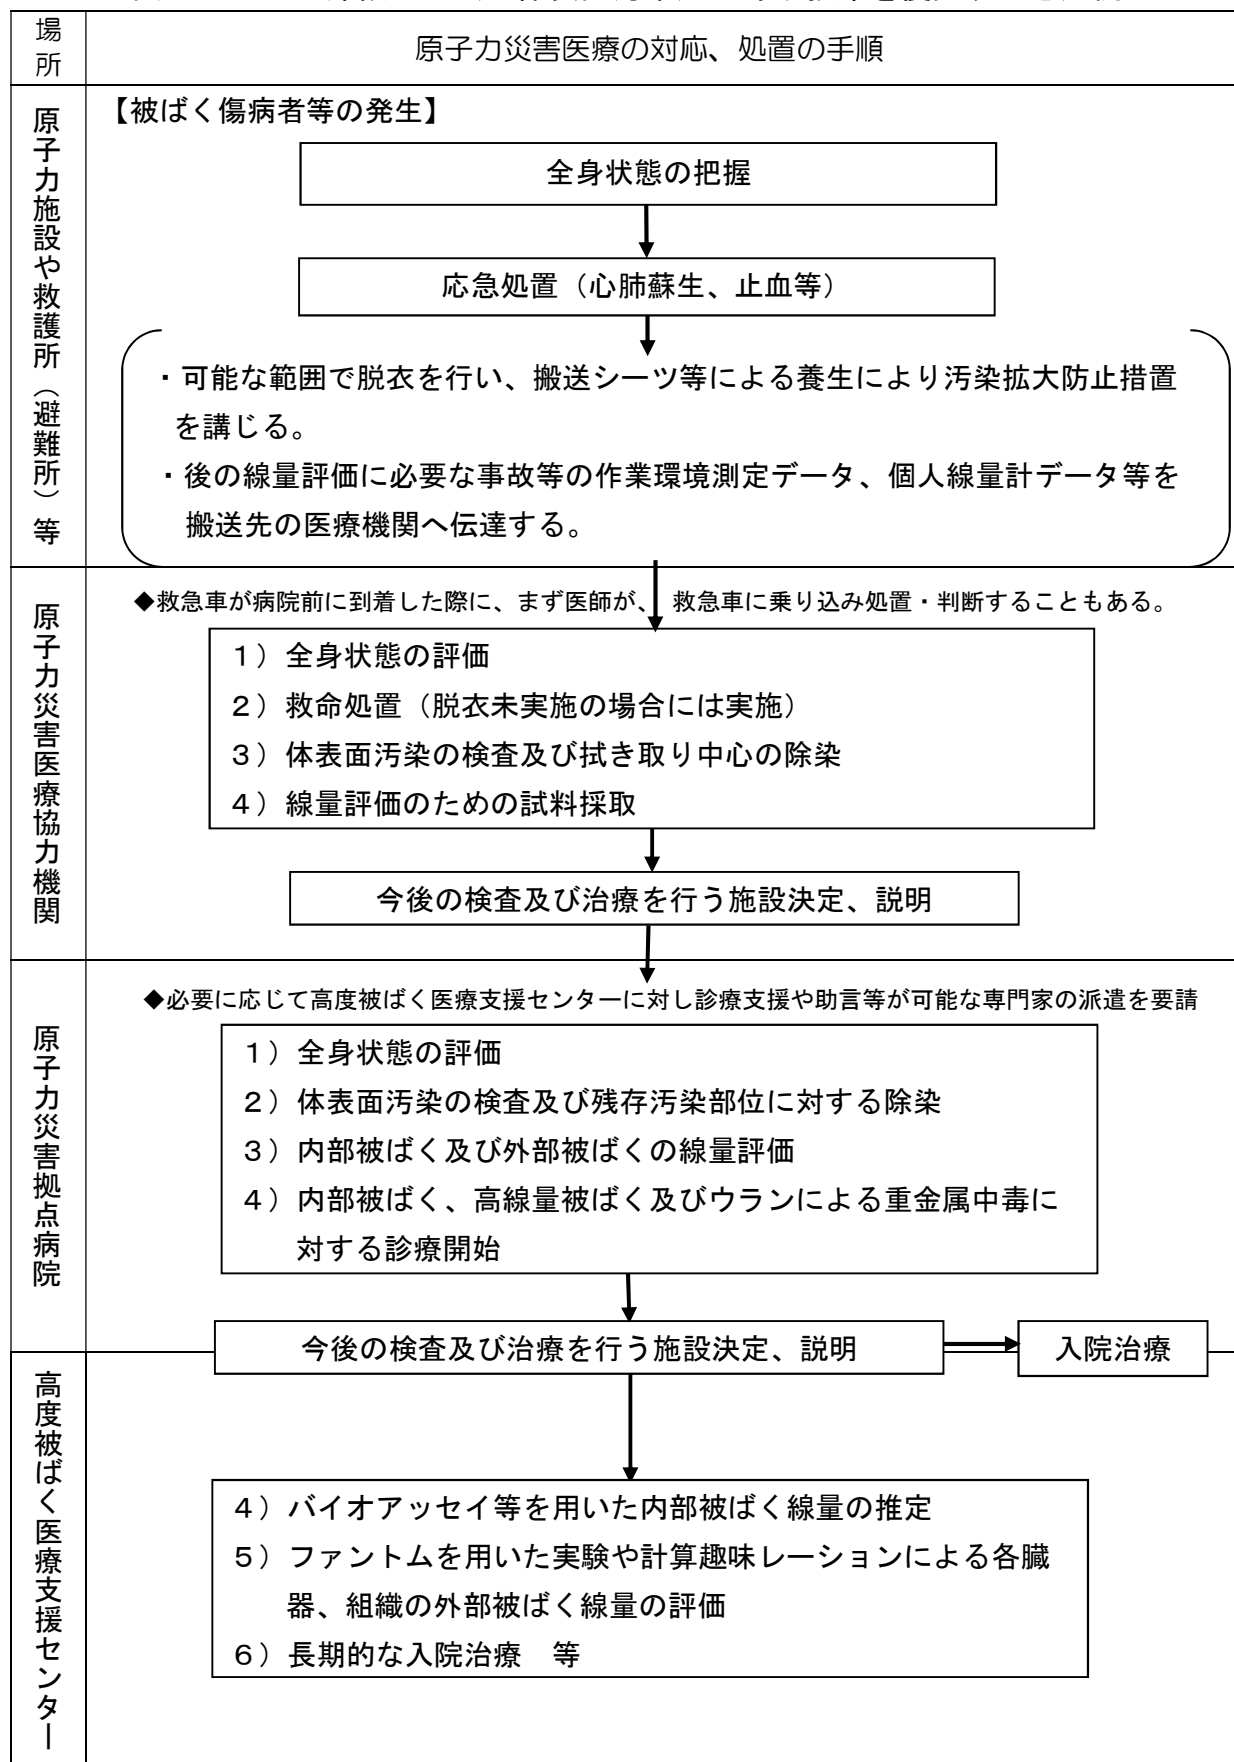 場所
原子力災害医療の対応、処置の手順
原子力施設や救護所（避難所）等
【被ばく傷病者等の発生】
全身状態の把握
応急処置（心肺蘇生、止血等）
・可能な範囲で脱衣を行い、搬送シーツ等による養生により汚染拡大防止措置
を講じる。
・後の線量評価に必要な事故等の作業環境測定データ、個人線量計データ等を
搬送先の医療機関へ伝達する。
原子力災害医療協力機関
◆救急車が病院前に到着した際に、まず医師が、救急車に乗り込み処置・判断することもある。
１）全身状態の評価
２）救命処置（脱衣未実施の場合には実施）
３）体表面汚染の検査及び拭き取り中心の除染
４）線量評価のための試料採取
今後の検査及び治療を行う施設決定、説明
原子力災害拠点病院
◆必要に応じて高度被ばく医療支援センターに対し診療支援や助言等が可能な専門家の派遣を要請
１）全身状態の評価
２）体表面汚染の検査及び残存汚染部位に対する除染
３）内部被ばく及び外部被ばくの線量評価
４）内部被ばく、高線量被ばく及びウランによる重金属中毒に
対する診療開始
今後の検査及び治療を行う施設決定、説明
入院治療
高度被ばく医療支援センター
４）バイオアッセイ等を用いた内部被ばく線量の推定
５）ファントムを用いた実験や計算趣味レーションによる各臓
器、組織の外部被ばく線量の評価
６）長期的な入院治療　等